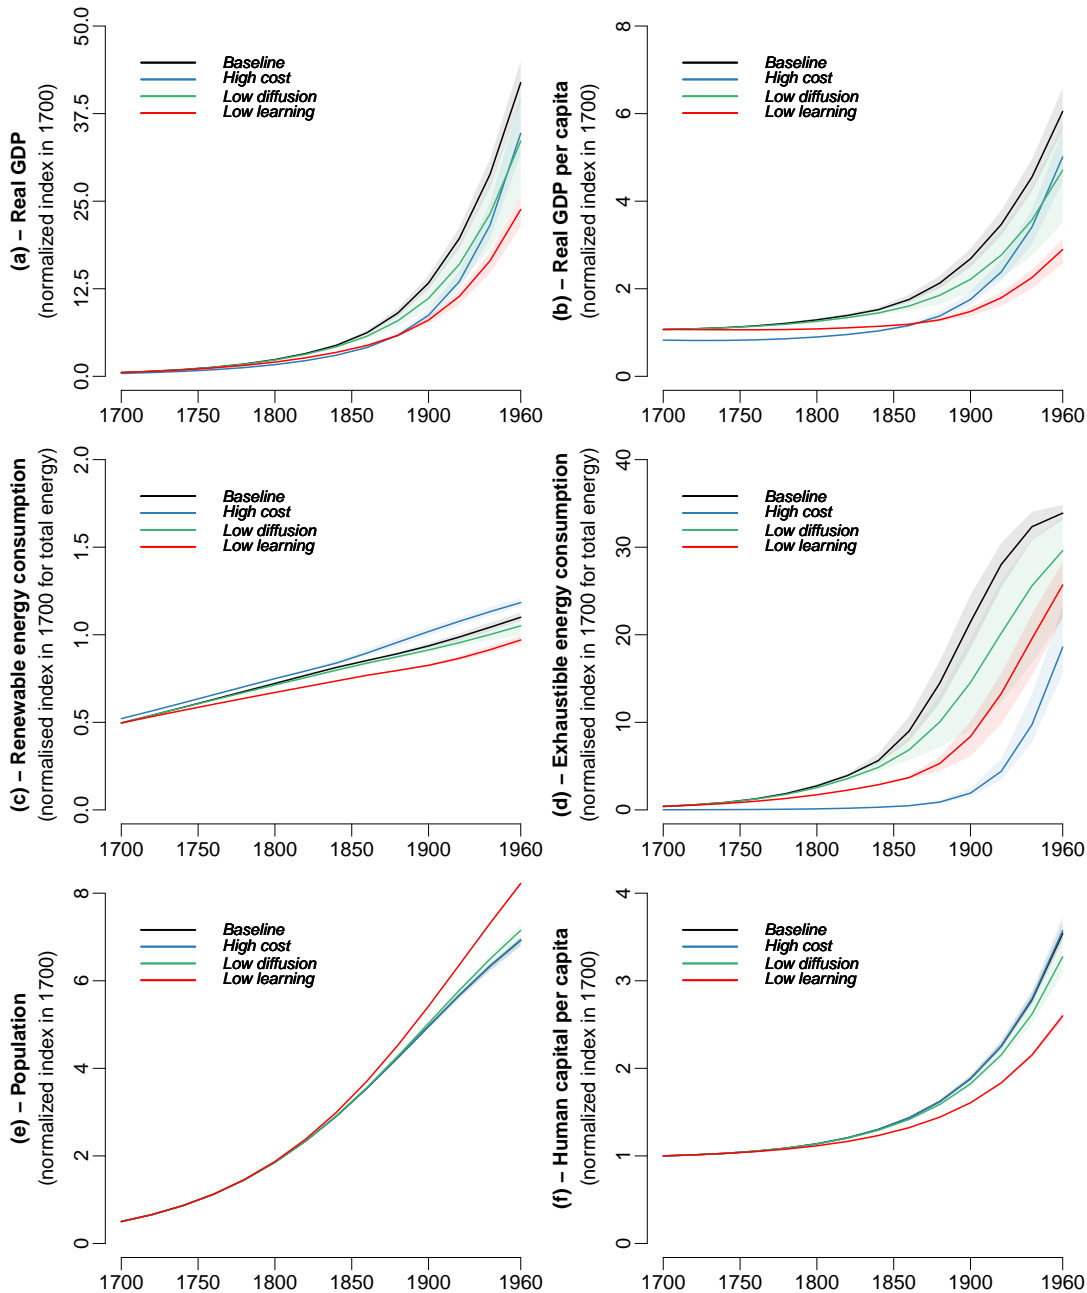 (a) − Real GDP
(normalized index in 1700)
50.0
37.5
25.0
12.5
0.0
Baseline
High cost
Low diffusion
Low learning
1700 1750 1800 1850 1900 1960
(b) − Real GDP per capita
(normalized index in 1700)
8
6
4
2
0
Baseline
High cost
Low diffusion
Low learning
1700 1750 1800 1850 1900 1960
(c) − Renewable energy consumption
(normalised index in 1700 for total energy)
2.0
1.5
1.0
0.5
0.0
Baseline
High cost
Low diffusion
Low learning
1700 1750 1800 1850 1900 1960
(d) − Exhaustible energy consumption
(normalised index in 1700 for total energy)
40
30
20
10
0
Baseline
High cost
Low diffusion
Low learning
1700 1750 1800 1850 1900 1960
(e) − Population
(normalized index in 1700)
8
6
4
2
0
Baseline
High cost
Low diffusion
Low learning
1700 1750 1800 1850 1900 1960
(f) − Human capital per capita
(normalized index in 1700)
4
3
2
1
0
Baseline
High cost
Low diffusion
Low learning
1700 1750 1800 1850 1900 1960